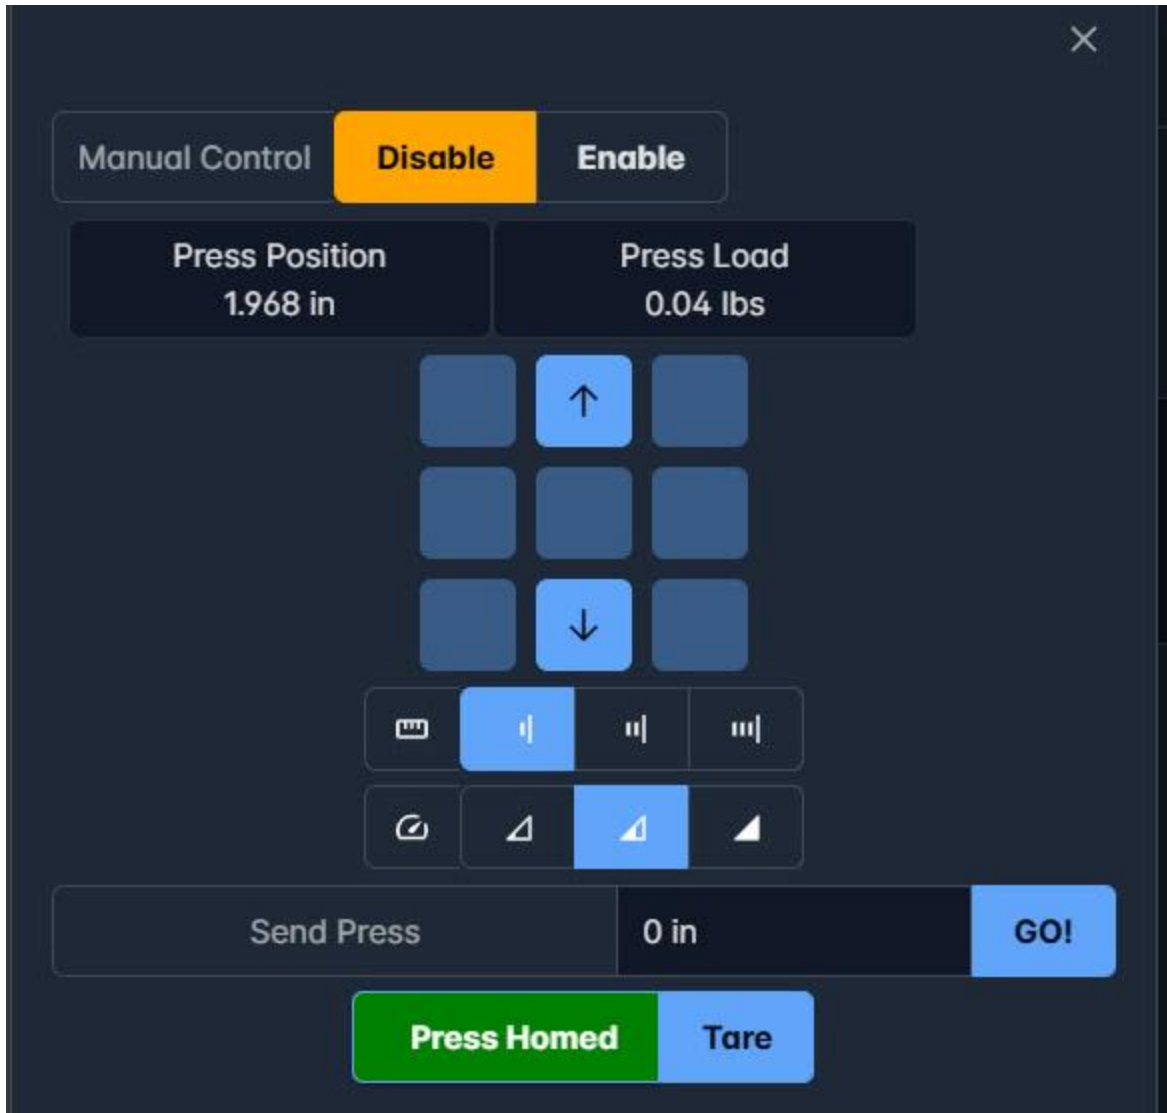 Manual Control Disable Enable
Press Position
1.968 in
Press Load
0.04 lbs
Send Press 0 in GO!
Press Homed Tare